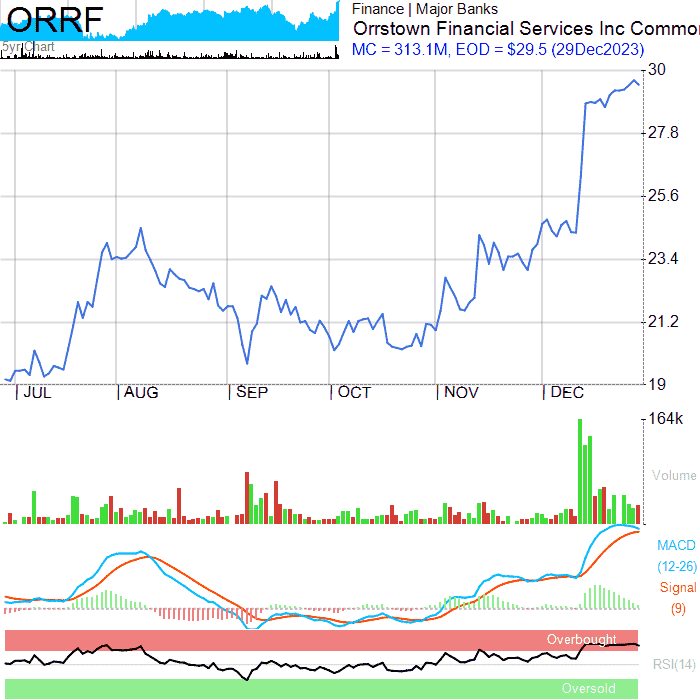 ORRF
5yr Chart
Finance | Major Banks
Orrstown Financial Services Inc Common
MC = 313.1M, EOD = $29.5 (29Dec2023)
30
27.8
25.6
23.4
21.2
19
JUL AUG SEP OCT NOV DEC
164k
Volume
MACD
(12-26)
Signal
(9)
Overbought
RSI(14)
Oversold